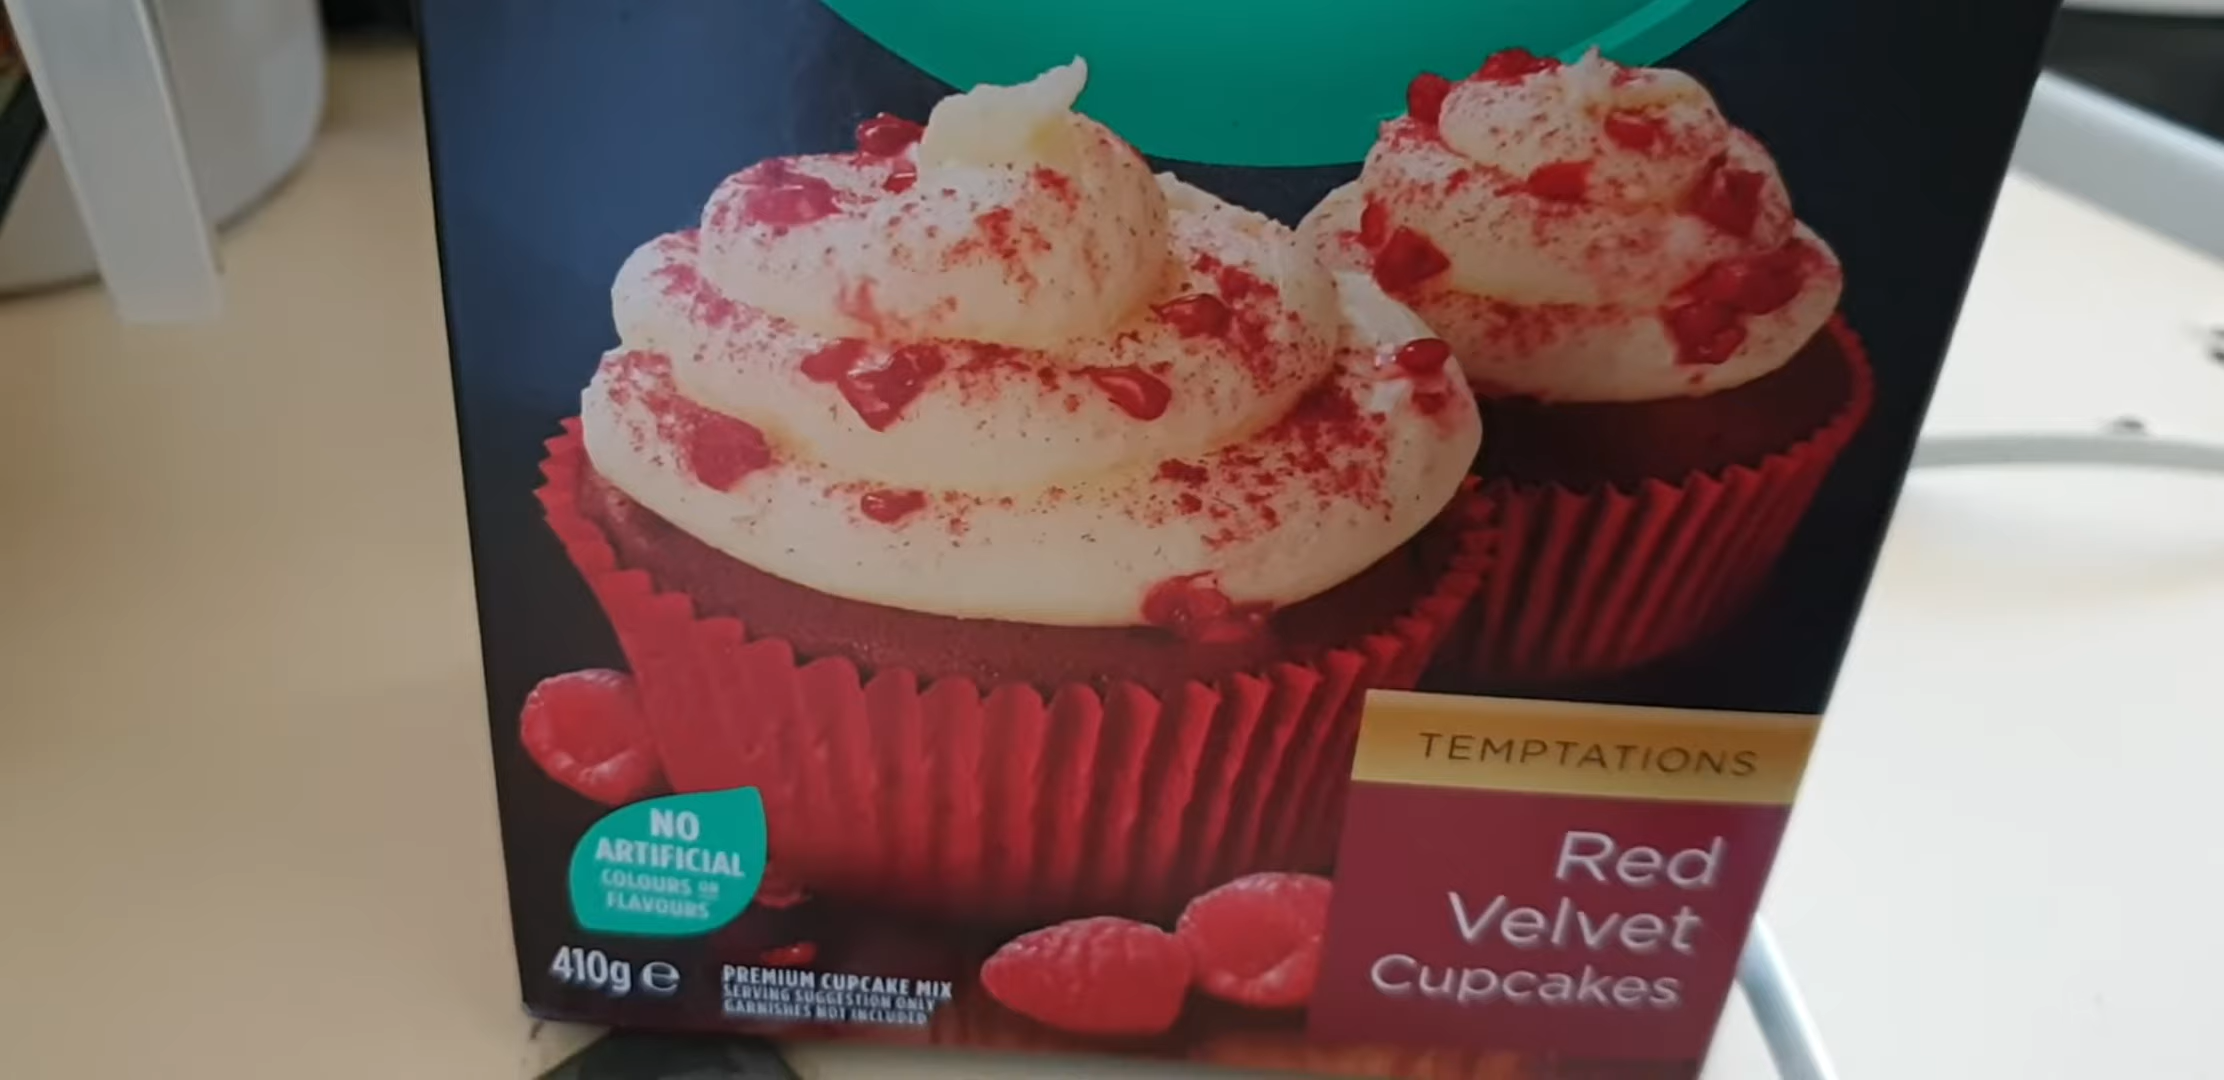 TEMPTATIONS
Red
Velvet
Cupcakes
NO
ARTIFICIAL
COLOURS OR
FLAVOURS
410g e
PREMIUM CUPCAKE MIX
SERVING SUGGESTION ONLY
GARNISHES NOT INCLUDED